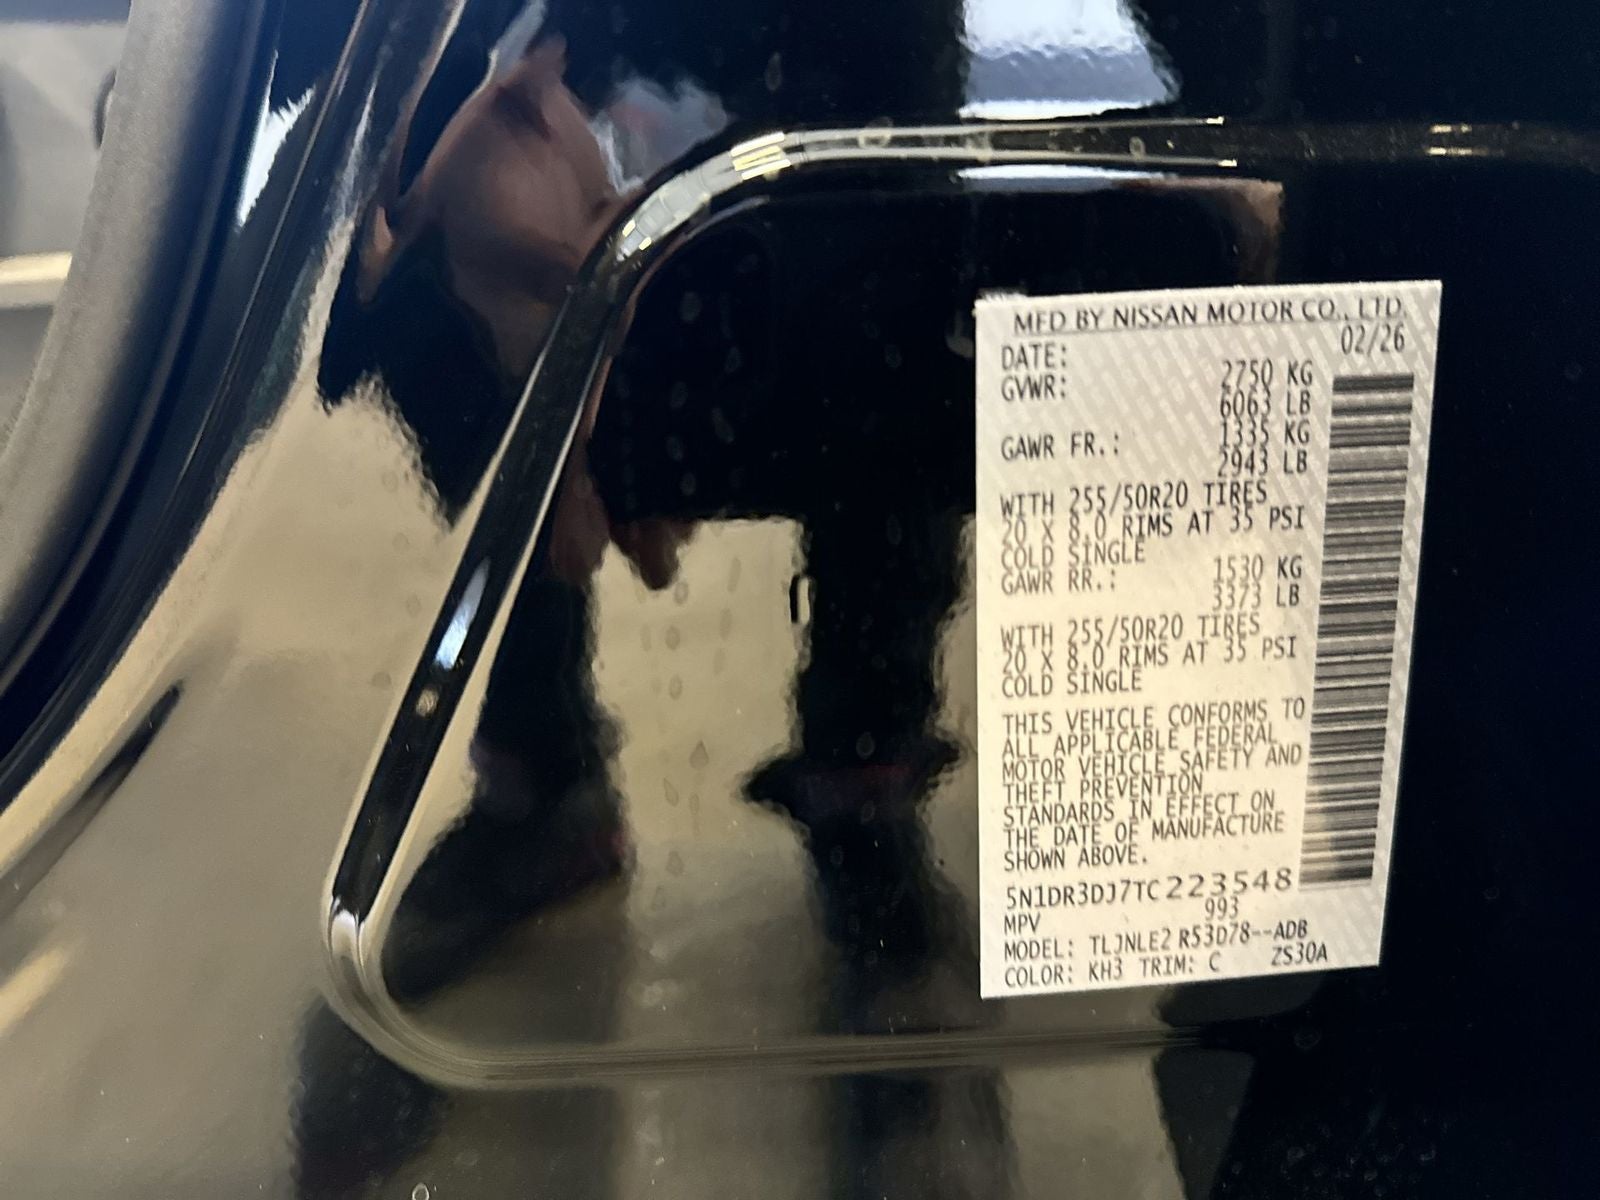 MFD BY NISSAN MOTOR CO., LTD.
DATE: 02/26
GVWR: 2750 KG
6063 LB
GAWR FR.: 1335 KG
2943 LB
WITH 255/50R20 TIRES
20 X 8.0 RIMS AT 35 PSI
COLD SINGLE
GAWR RR.: 1530 KG
3373 LB
WITH 255/50R20 TIRES
20 X 8.0 RIMS AT 35 PSI
COLD SINGLE
THIS VEHICLE CONFORMS TO
ALL APPLICABLE FEDERAL
MOTOR VEHICLE SAFETY AND
THEFT PREVENTION
STANDARDS IN EFFECT ON
THE DATE OF MANUFACTURE
SHOWN ABOVE.
5N1DR3DJ7TC223548
993
MPV
MODEL: TLJNLE2 R53D78--ADB
COLOR: KH3 TRIM: C ZS30A